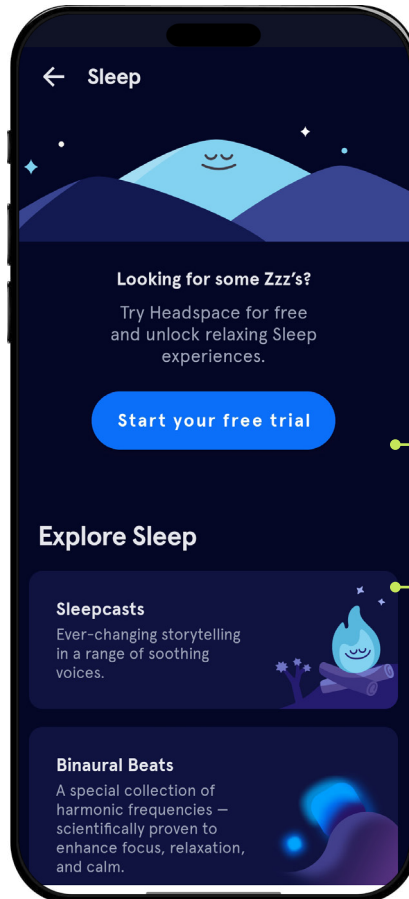 Sleep
Looking for some Zzz's?
Try Headspace for free
and unlock relaxing Sleep
experiences.
Start your free trial
Explore Sleep
Sleepcasts
Ever-changing storytelling
in a range of soothing
voices.
Binaural Beats
A special collection of
harmonic frequencies —
scientifically proven to
enhance focus, relaxation,
and calm.